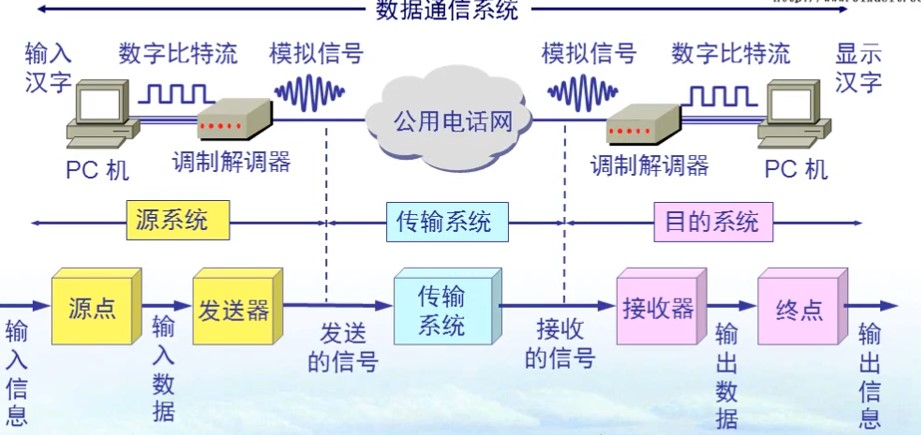 数据通信系统
输入
汉字
数字比特流
模拟信号
模拟信号
数字比特流
显示
汉字
公用电话网
PC 机
调制解调器
调制解调器
PC 机
源系统
传输系统
目的系统
源点
发送器
传输
系统
接收器
终点
输入信息
输入数据
发送
的信号
接收
的信号
输出数据
输出信息